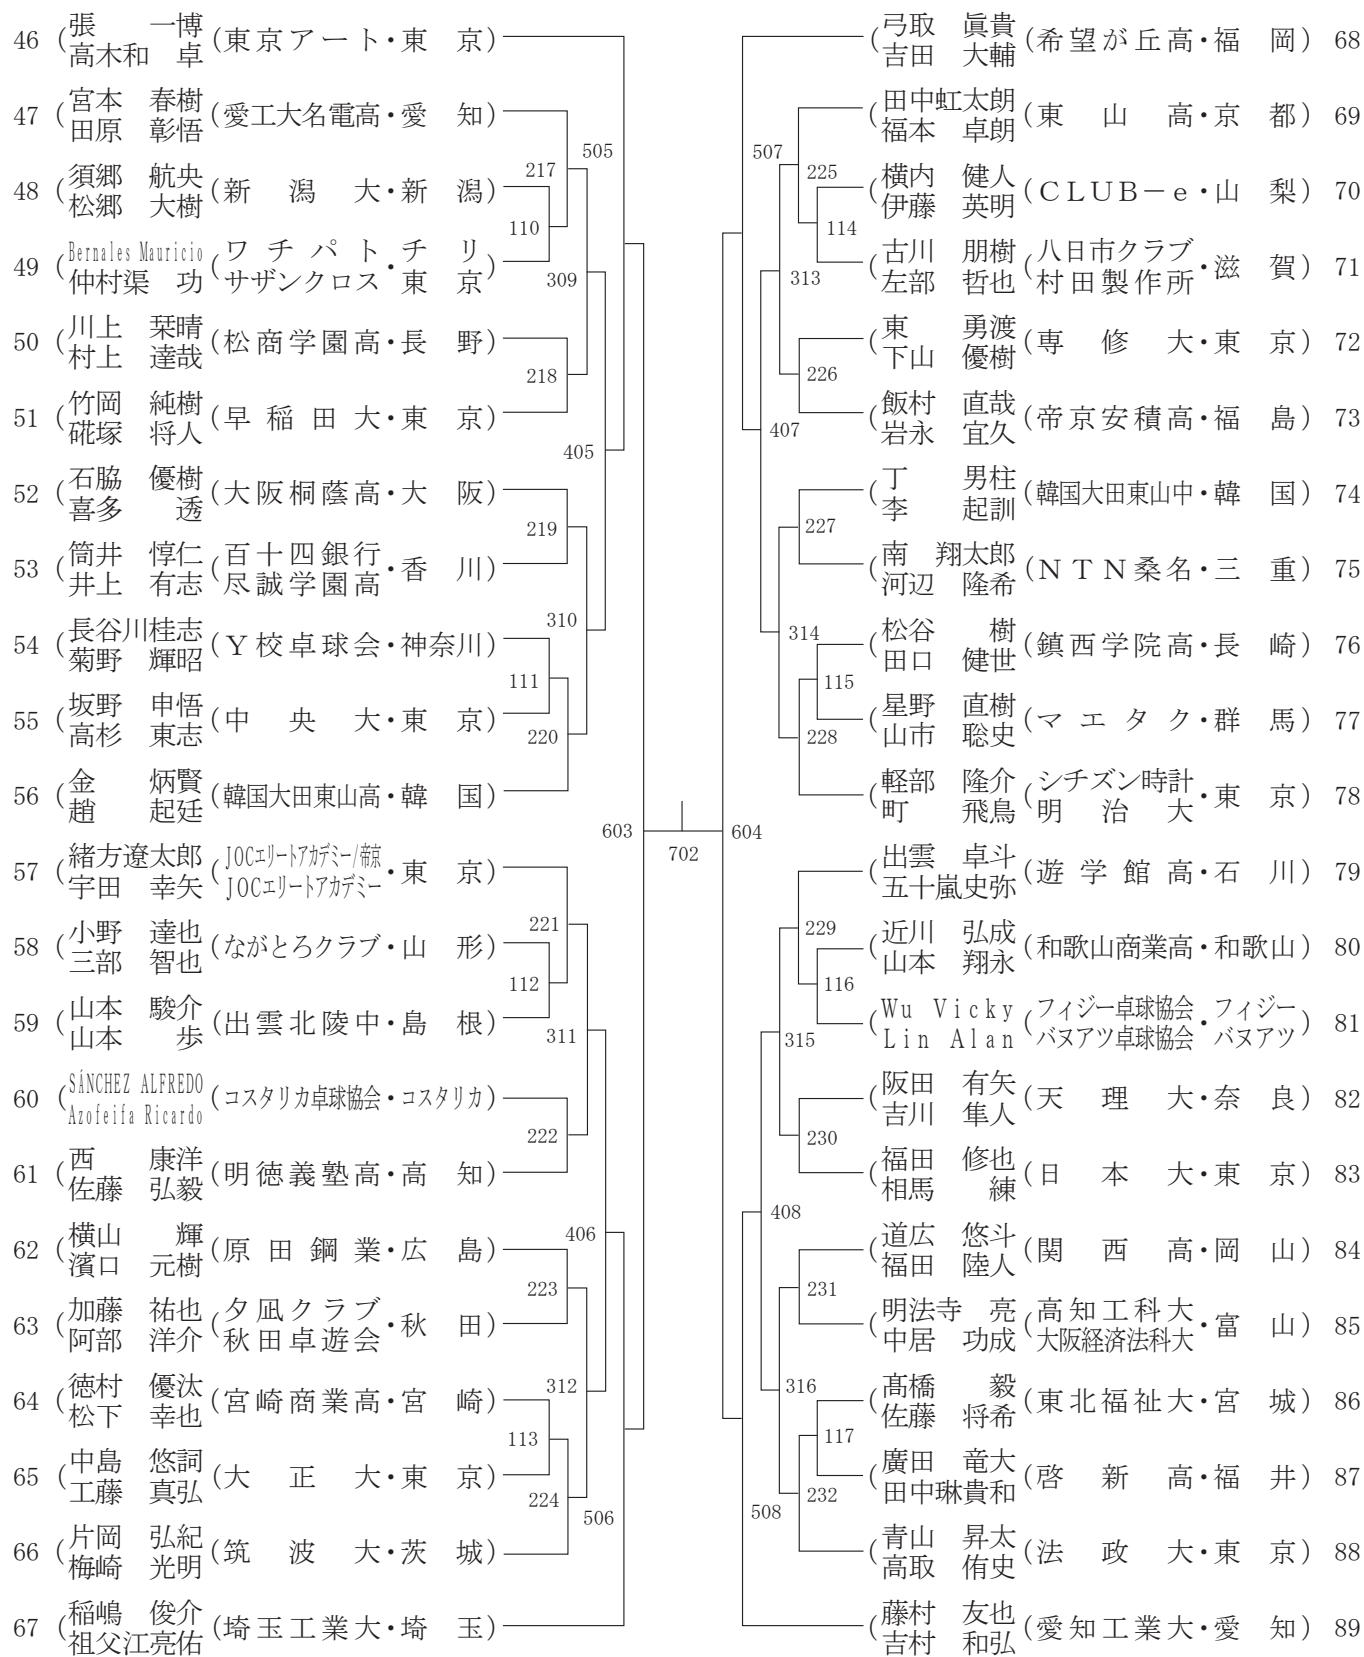 46 (張 一博 高木和 卓 (東京アート・東 京)
47 (宮本 春樹 田原 彰悟 (愛工大名電高・愛 知)
505
217
48 (須郷 航央 松郷 大樹 (新 潟 大・新 潟)
110
49 (Bernales Mauricio 仲村渠 功 (ワチパト サザンクロス・チリ 東京)
309
50 (川上 栞晴 村上 達哉 (松商学園高・長 野)
218
51 (竹岡 純樹 硴塚 将人 (早稲田大・東 京)
405
52 (石脇 優樹 喜多 透 (大阪桐蔭高・大 阪)
219
53 (筒井 惇仁 井上 有志 (百十四銀行 尽誠学園高・香 川)
310
54 (長谷川桂志 菊野 輝昭 (Y校卓球会・神奈川)
111
55 (坂野 申悟 高杉 東志 (中 央 大・東 京)
220
56 (金 炳賢 趙 起廷 (韓国大田東山高・韓 国)
603
57 (緒方遼太郎 宇田 幸矢 (JOCエリートアカデミー/帝京 JOCエリートアカデミー・東 京)
221
58 (小野 達也 三部 智也 (ながとろクラブ・山 形)
112
59 (山本 駿介 山本 歩 (出雲北陵中・島 根)
311
60 (SÁNCHEZ ALFREDO Azofeifa Ricardo (コスタリカ卓球協会・コスタリカ)
222
61 (西 康洋 佐藤 弘毅 (明徳義塾高・高 知)
406
62 (横山 輝 濱口 元樹 (原田鋼業・広 島)
223
63 (加藤 祐也 阿部 洋介 (夕凪クラブ 秋田卓遊会・秋 田)
312
64 (徳村 優汰 松下 幸也 (宮崎商業高・宮 崎)
113
65 (中島 悠詞 工藤 真弘 (大 正 大・東 京)
224
506
66 (片岡 弘紀 梅崎 光明 (筑 波 大・茨 城)
67 (稲嶋 俊介 祖父江亮佑 (埼玉工業大・埼 玉)
702
(弓取 眞貴 吉田 大輔 (希望が丘高・福 岡) 68
(田中虹太朗 福本 卓朗 (東 山 高・京 都) 69
507
225
(横内 健人 伊藤 英明 (CLUB－e・山 梨) 70
114
(古川 朋樹 左部 哲也 (八日市クラブ 村田製作所・滋 賀) 71
313
(東 勇渡 下山 優樹 (専 修 大・東 京) 72
226
(飯村 直哉 岩永 宜久 (帝京安積高・福 島) 73
407
(丁 男柱 李 起訓 (韓国大田東山中・韓 国) 74
227
(南 翔太郎 河辺 隆希 (NTN桑名・三 重) 75
314
(松谷 樹 田口 健世 (鎮西学院高・長 崎) 76
115
(星野 直樹 山市 聡史 (マエタク・群 馬) 77
228
(軽部 隆介 町 飛鳥 (シチズン時計 明 治 大・東 京) 78
604
(出雲 卓斗 五十嵐史弥 (遊学館高・石 川) 79
229
(近川 弘成 山本 翔永 (和歌山商業高・和歌山) 80
116
(Wu Vicky Lin Alan (フィジー卓球協会 バヌアツ卓球協会・フィジー バヌアツ) 81
315
(阪田 有矢 吉川 隼人 (天 理 大・奈 良) 82
230
(福田 修也 相馬 練 (日 本 大・東 京) 83
408
(道広 悠斗 福田 陸人 (関 西 高・岡 山) 84
231
(明法寺 亮 中居 功成 (高知工科大 大阪経済法科大・富 山) 85
316
(髙橋 毅 佐藤 将希 (東北福祉大・宮 城) 86
117
(廣田 竜大 田中琳貴和 (啓 新 高・福 井) 87
232
508
(青山 昇太 高取 侑史 (法 政 大・東 京) 88
(藤村 友也 吉村 和弘 (愛知工業大・愛 知) 89